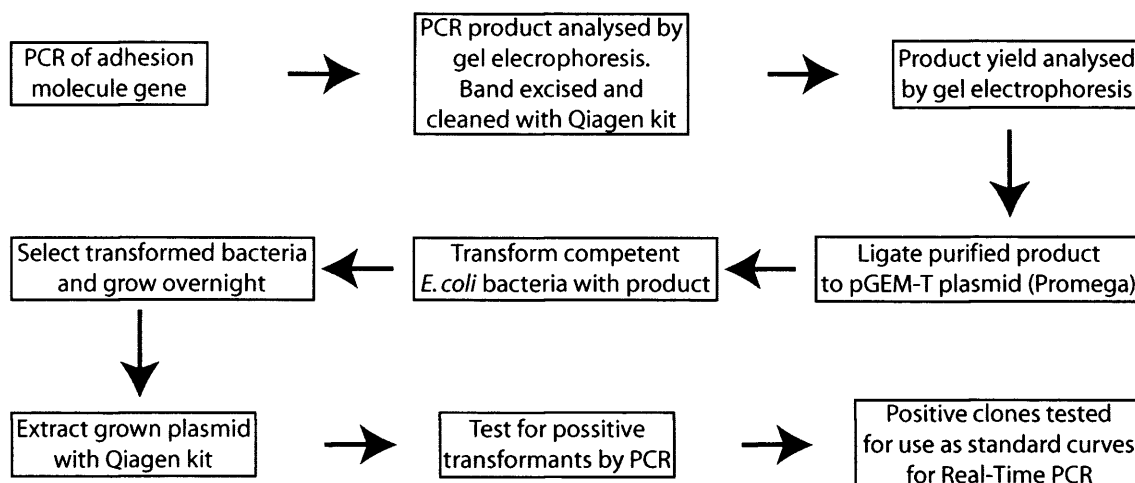 PCR of adhesion
molecule gene
PCR product analysed by
gel elecrophoresis.
Band excised and
cleaned with Qiagen kit
Product yield analysed
by gel electrophoresis
Ligate purified product
to pGEM-T plasmid (Promega)
Transform competent
E. coli bacteria with product
Select transformed bacteria
and grow overnight
Extract grown plasmid
with Qiagen kit
Test for possitive
transformants by PCR
Positive clones tested
for use as standard curves
for Real-Time PCR